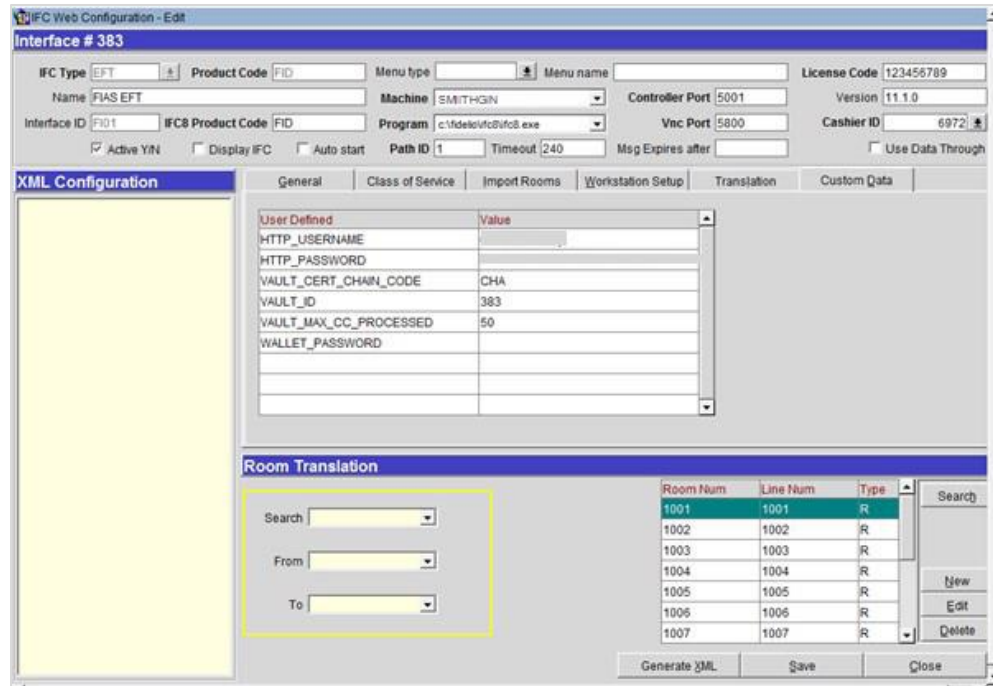 IFC Web Configuration - Edit
Interface # 383
IFC Type EFT Product Code FID Menu type Menu name License Code 123456789
Name FIAS EFT Machine SMITHGIN Controller Port 5001 Version 11.1.0
Interface ID FI01 IFC8 Product Code FID Program c:\fidelio\ifc8\ifc8.exe Vnc Port 5800 Cashier ID 6972
Active Y/N Display IFC Auto start Path ID 1 Timeout 240 Msg Expires after Use Data Through
XML Configuration
General Class of Service Import Rooms Workstation Setup Translation Custom Data
User Defined Value
HTTP_USERNAME
HTTP_PASSWORD
VAULT_CERT_CHAIN_CODE CHA
VAULT_ID 383
VAULT_MAX_CC_PROCESSED 50
WALLET_PASSWORD
Room Translation
Room Num Line Num Type Search
Search 1001 1001 R
1002 1002 R
From 1003 1003 R
1004 1004 R
1005 1005 R New
To 1006 1006 R Edit
1007 1007 R Delete
Generate XML Save Close